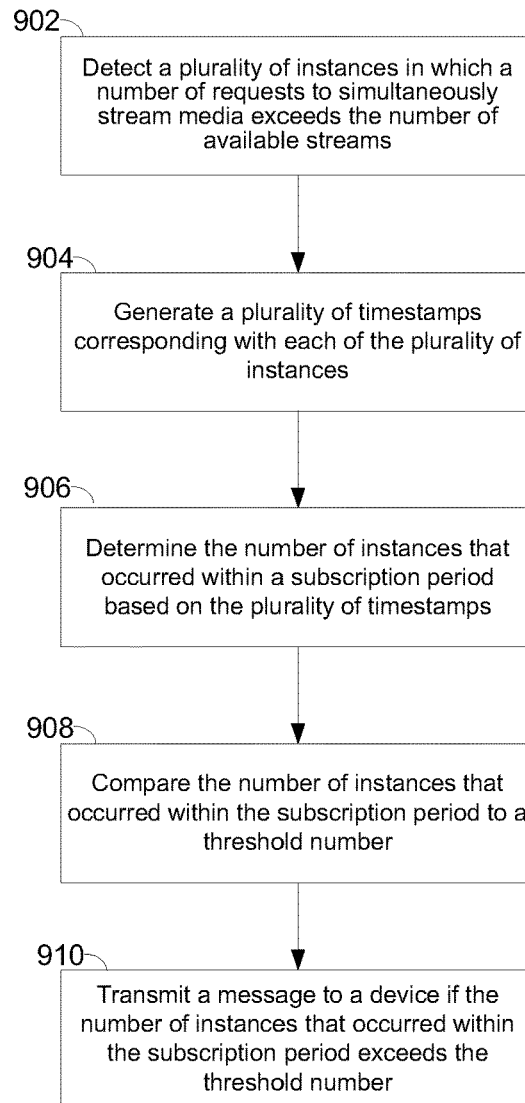 902
Detect a plurality of instances in which a
number of requests to simultaneously
stream media exceeds the number of
available streams
904
Generate a plurality of timestamps
corresponding with each of the plurality of
instances
906
Determine the number of instances that
occurred within a subscription period
based on the plurality of timestamps
908
Compare the number of instances that
occurred within the subscription period to a
threshold number
910
Transmit a message to a device if the
number of instances that occurred within
the subscription period exceeds the
threshold number